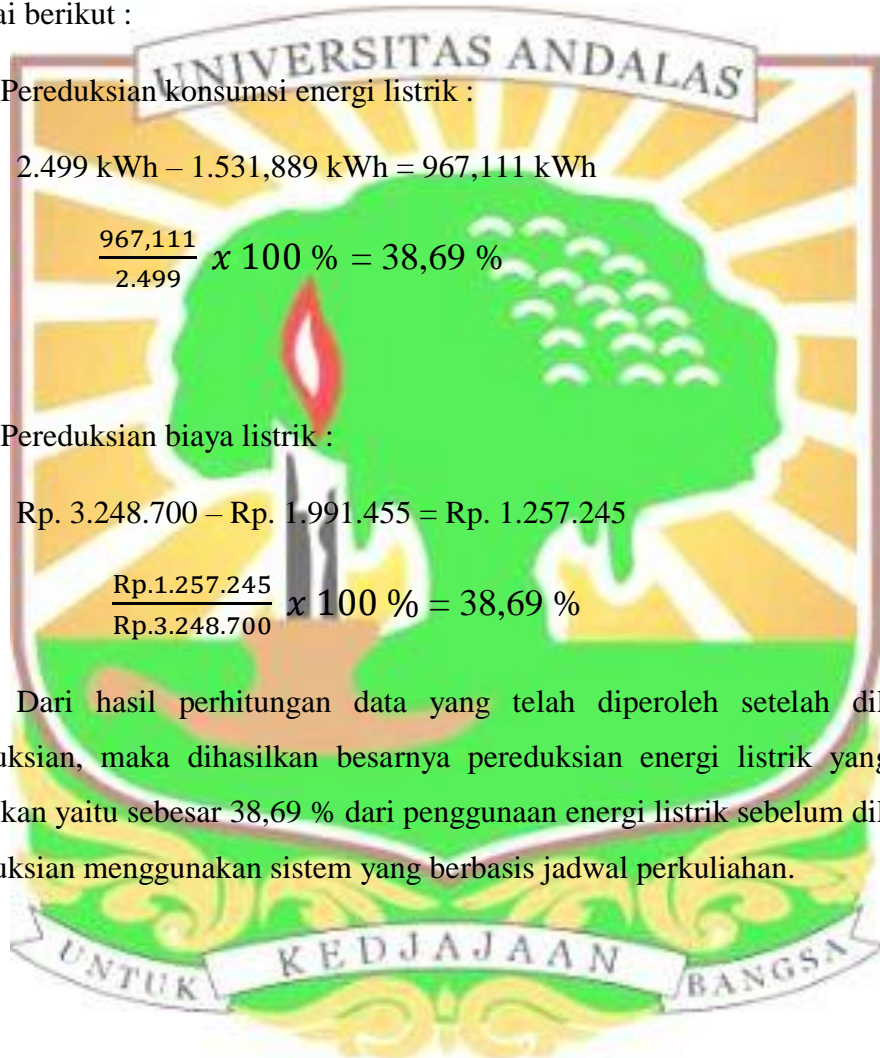 ai berikut :
UNIVERSITAS ANDALAS
Pereduksian konsumsi energi listrik :
2.499 kWh – 1.531,889 kWh = 967,111 kWh
967,111
2.499
x 100 % = 38,69 %
Pereduksian biaya listrik :
Rp. 3.248.700 – Rp. 1.991.455 = Rp. 1.257.245
Rp.1.257.245
Rp.3.248.700
x 100 % = 38,69 %
Dari hasil perhitungan data yang telah diperoleh setelah dil
uksian, maka dihasilkan besarnya pereduksian energi listrik yang
kan yaitu sebesar 38,69 % dari penggunaan energi listrik sebelum dil
uksian menggunakan sistem yang berbasis jadwal perkuliahan.
UNTUK KEDJAJAAN BANGSA